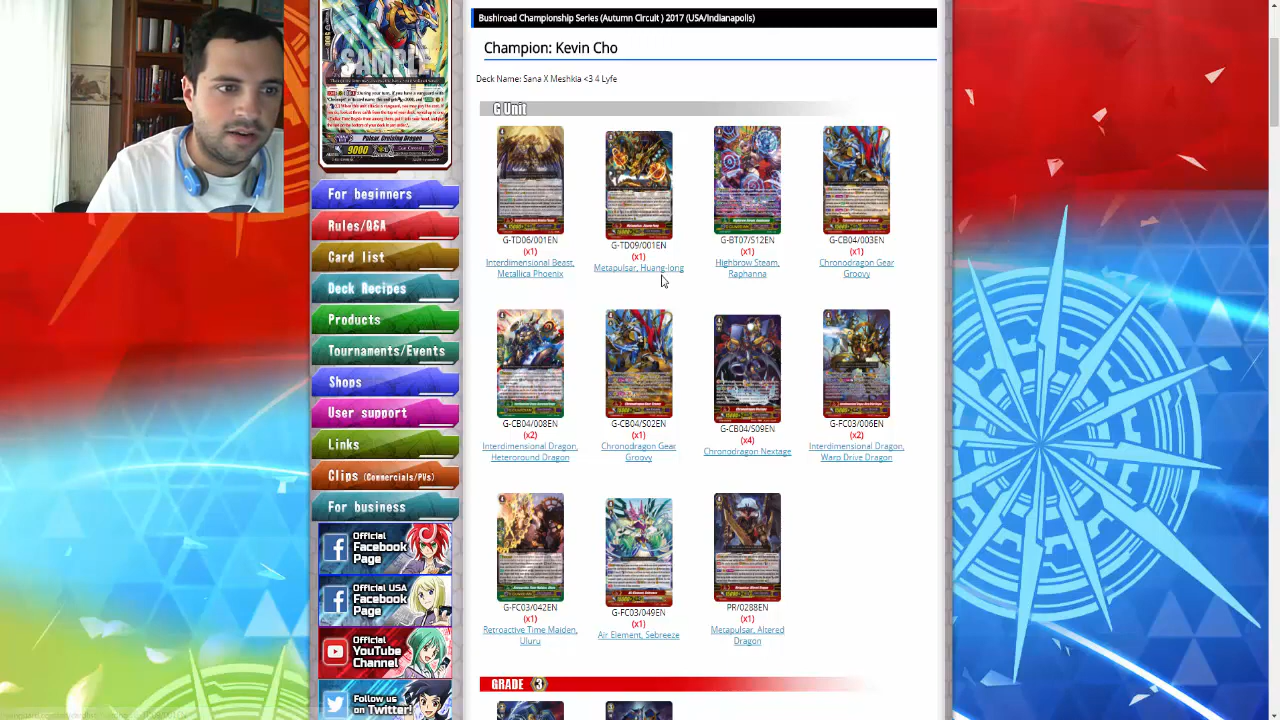 SAMPLE
9000
For beginners
Rules/Q&A
Card list
Deck Recipes
Products
Tournaments/Events
Shops
User support
Links
Clips (Commercials/PVs)
For business
Official
Facebook
Page
Official USA
Facebook
Page
Official
YouTube
Channel
Follow us
on Twitter!
Bushiroad Championship Series (Autumn Circuit ) 2017 (USA/Indianapolis)
Champion: Kevin Cho
Deck Name: Sana X Meshkia <3 4 Lyfe
G Unit
G-TD06/001EN
(x1)
Interdimensional Beast,
Metallica Phoenix
G-TD09/001EN
(x1)
Metapulsar, Huang-long
G-BT07/S12EN
(x1)
Highbrow Steam,
Raphanna
G-CB04/003EN
(x1)
Chronodragon Gear
Groovy
G-CB04/008EN
(x2)
Interdimensional Dragon,
Heteroround Dragon
G-CB04/S02EN
(x1)
Chronodragon Gear
Groovy
G-CB04/S09EN
(x4)
Chronodragon Nextage
G-FC03/006EN
(x2)
Interdimensional Dragon,
Warp Drive Dragon
G-FC03/042EN
(x1)
Retroactive Time Maiden,
Uluru
G-FC03/049EN
(x1)
Air Element, Sebreeze
PR/0288EN
(x1)
Metapulsar, Altered
Dragon
GRADE 3